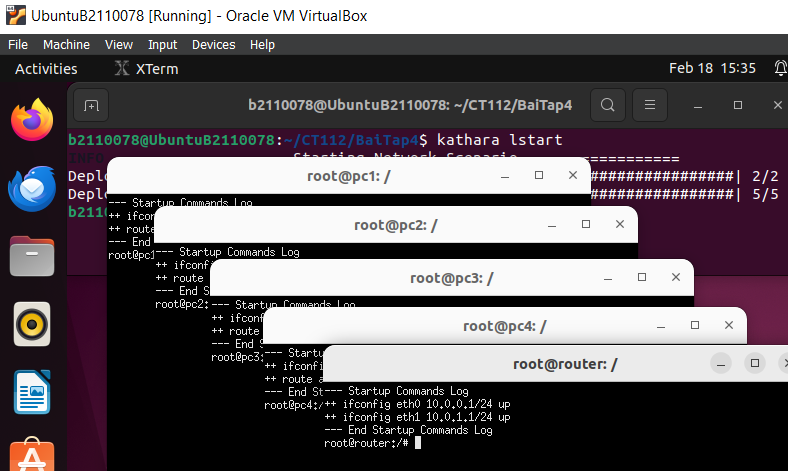 UbuntuB2110078 [Running] - Oracle VM VirtualBox
File Machine View Input Devices Help
Activities XTerm Feb 18 15:35
b2110078@UbuntuB2110078: ~/CT112/BaiTap4
b2110078@UbuntuB2110078:~/CT112/BaiTap4$ kathara lstart
INFO Starting Network Scenario ============
Deplo ################| 2/2
Deplo ################| 5/5
b2110
root@pc1: /
--- Startup Commands Log
++ ifco
++ route
--- End
root@pc1
root@pc2: /
--- Startup Commands Log
++ ifconfi
++ route
--- End S
root@pc2:
root@pc3: /
--- Startup Commands Log
++ ifconf
++ route
--- End S
root@pc3:
root@pc4: /
--- Startu
++ ifconfi
++ route a
--- End St
root@pc4:/
root@router: /
--- Startup Commands Log
++ ifconfig eth0 10.0.0.1/24 up
++ ifconfig eth1 10.0.1.1/24 up
--- End Startup Commands Log
root@router:/#